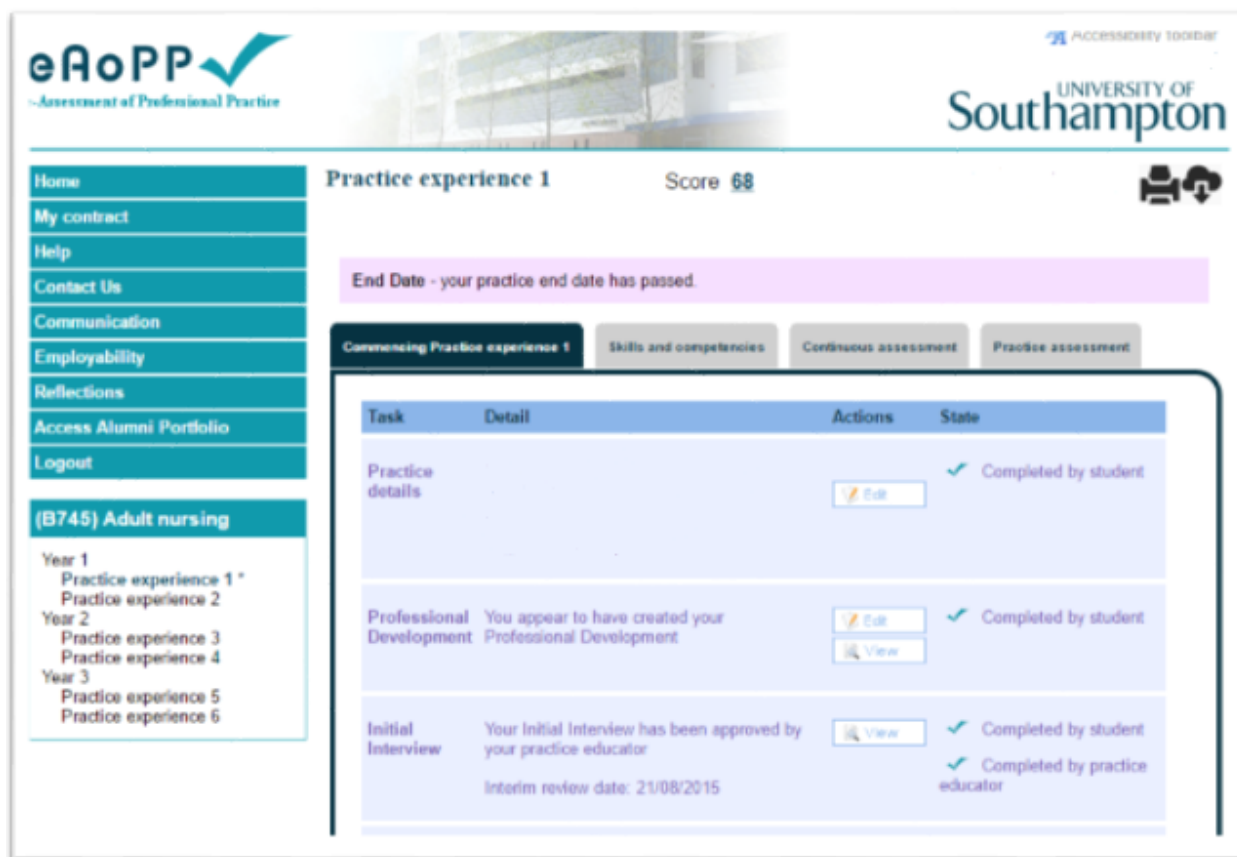 eAoPP
e-Assessment of Professional Practice
Accessibility toolbar
UNIVERSITY OF
Southampton
Home
My contract
Help
Contact Us
Communication
Employability
Reflections
Access Alumni Portfolio
Logout
(B745) Adult nursing
Year 1
Practice experience 1 *
Practice experience 2
Year 2
Practice experience 3
Practice experience 4
Year 3
Practice experience 5
Practice experience 6
Practice experience 1 Score 68
End Date - your practice end date has passed.
Commencing Practice experience 1 Skills and competencies Continuous assessment Practice assessment
Task Detail Actions State
Practice
details
Edit
Completed by student
Professional
Development
You appear to have created your
Professional Development
Edit
View
Completed by student
Initial
Interview
Your Initial Interview has been approved by
your practice educator
Interim review date: 21/08/2015
View
Completed by student
Completed by practice
educator